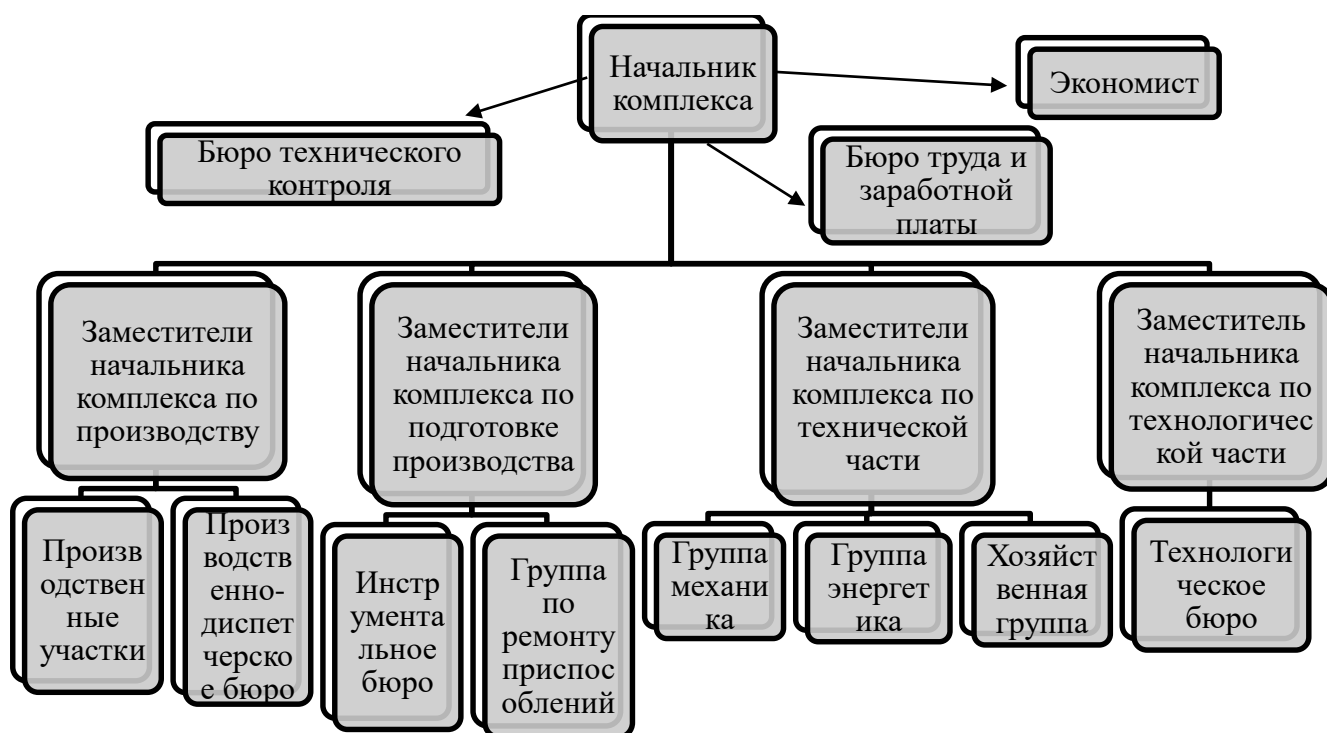 Начальник
комплекса
Экономист
Бюро технического
контроля
Бюро труда и
заработной
платы
Заместители
начальника
комплекса по
производству
Заместители
начальника
комплекса по
подготовке
производства
Заместители
начальника
комплекса по
технической
части
Заместитель
начальника
комплекса по
технологичес
кой части
Произв
одствен
ные
участки
Произ
водств
енно-
диспет
черско
е бюро
Инстр
умента
льное
бюро
Группа
по
ремонту
приспос
облений
Группа
механи
ка
Группа
энергет
ика
Хозяйст
венная
группа
Технологи
ческое
бюро